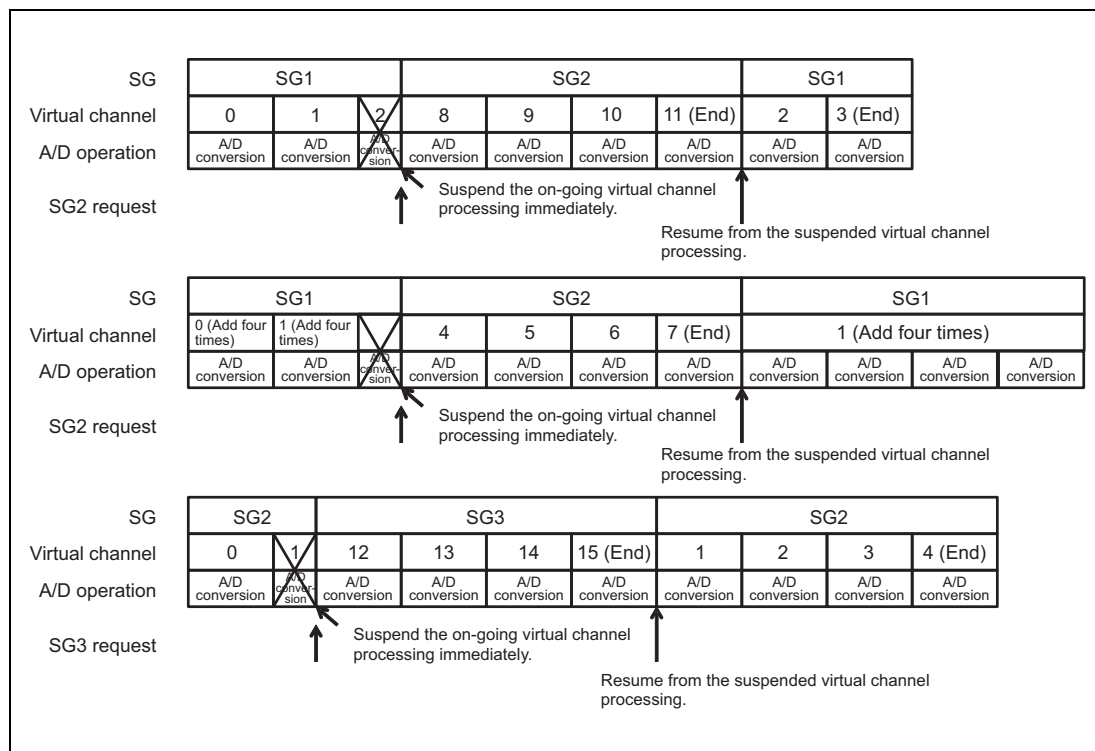 SG SG1 SG2 SG1
Virtual channel 0 1 2 8 9 10 11 (End) 2 3 (End)
A/D operation A/D conversion A/D conversion A/D conver-sion A/D conversion A/D conversion A/D conversion A/D conversion A/D conversion A/D conversion
SG2 request
Suspend the on-going virtual channel
processing immediately.
Resume from the suspended virtual channel
processing.
SG SG1 SG2 SG1
Virtual channel 0 (Add four times) 1 (Add four times) 4 5 6 7 (End) 1 (Add four times)
A/D operation A/D conversion A/D conversion A/D conver-sion A/D conversion A/D conversion A/D conversion A/D conversion A/D conversion A/D conversion A/D conversion A/D conversion
SG2 request
Suspend the on-going virtual channel
processing immediately.
Resume from the suspended virtual channel
processing.
SG SG2 SG3 SG2
Virtual channel 0 1 12 13 14 15 (End) 1 2 3 4 (End)
A/D operation A/D conversion A/D conver-sion A/D conversion A/D conversion A/D conversion A/D conversion A/D conversion A/D conversion A/D conversion A/D conversion
SG3 request
Suspend the on-going virtual channel
processing immediately.
Resume from the suspended virtual channel
processing.